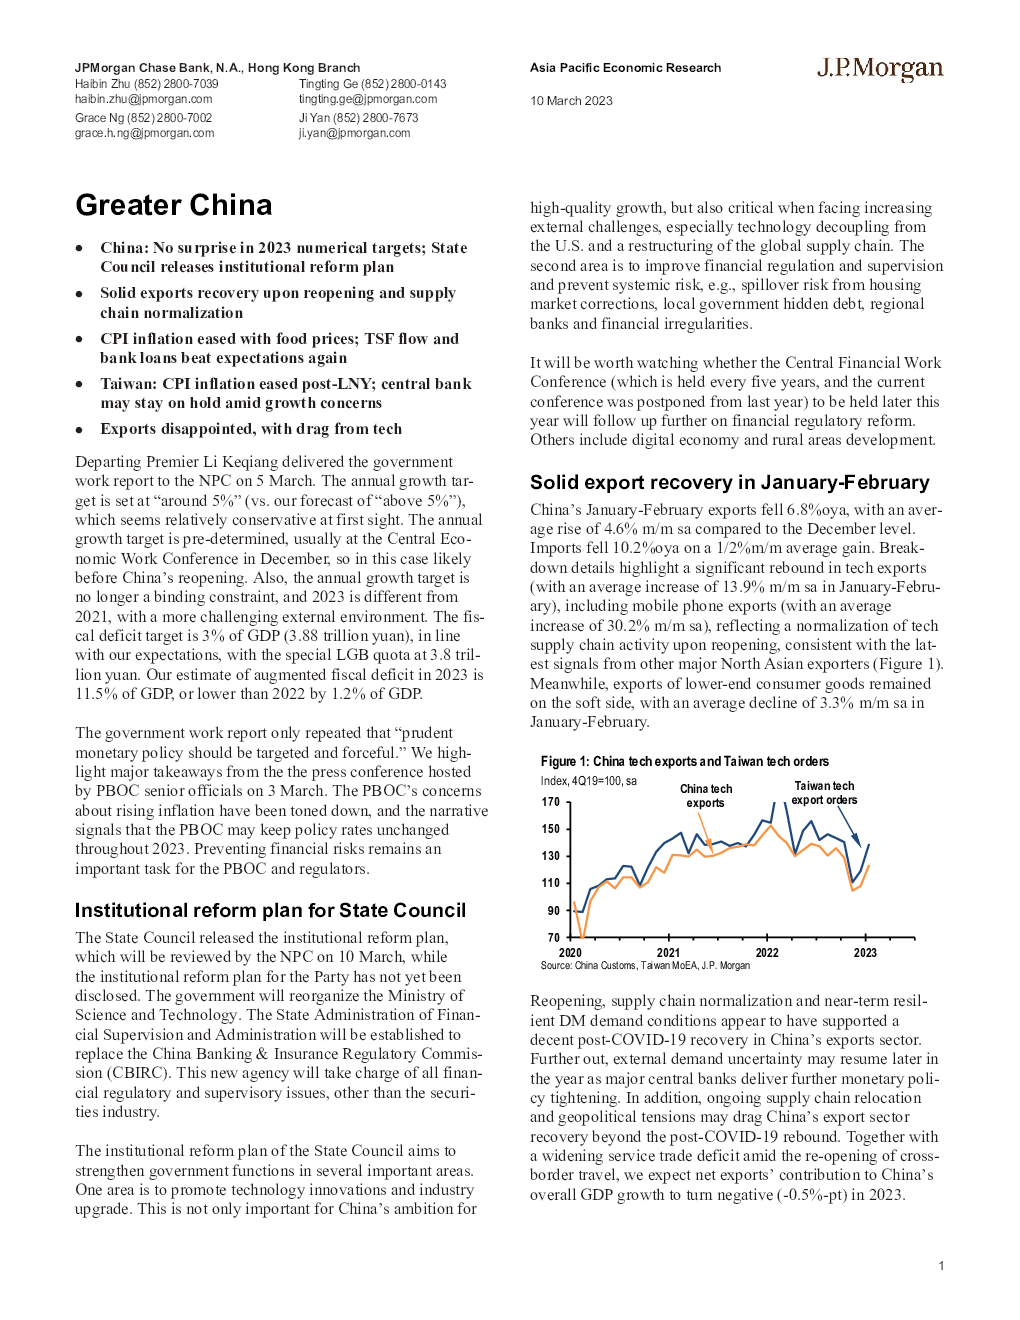 JPMorgan Chase Bank, N.A., Hong Kong Branch
Haibin Zhu (852) 2800-7039
haibin.zhu@jpmorgan.com
Grace Ng (852) 2800-7002
grace.h.ng@jpmorgan.com
Tingting Ge (852) 2800-0143
tingting.ge@jpmorgan.com
Ji Yan (852) 2800-7673
ji.yan@jpmorgan.com
Asia Pacific Economic Research
10 March 2023
J.P.Morgan
Greater China
● China: No surprise in 2023 numerical targets; State
Council releases institutional reform plan
● Solid exports recovery upon reopening and supply
chain normalization
● CPI inflation eased with food prices; TSF flow and
bank loans beat expectations again
● Taiwan: CPI inflation eased post-LNY; central bank
may stay on hold amid growth concerns
● Exports disappointed, with drag from tech
Departing Premier Li Keqiang delivered the government
work report to the NPC on 5 March. The annual growth tar-
get is set at “around 5%” (vs. our forecast of “above 5%”),
which seems relatively conservative at first sight. The annual
growth target is pre-determined, usually at the Central Eco-
nomic Work Conference in December, so in this case likely
before China’s reopening. Also, the annual growth target is
no longer a binding constraint, and 2023 is different from
2021, with a more challenging external environment. The fis-
cal deficit target is 3% of GDP (3.88 trillion yuan), in line
with our expectations, with the special LGB quota at 3.8 tril-
lion yuan. Our estimate of augmented fiscal deficit in 2023 is
11.5% of GDP, or lower than 2022 by 1.2% of GDP.
The government work report only repeated that “prudent
monetary policy should be targeted and forceful.” We high-
light major takeaways from the the press conference hosted
by PBOC senior officials on 3 March. The PBOC’s concerns
about rising inflation have been toned down, and the narrative
signals that the PBOC may keep policy rates unchanged
throughout 2023. Preventing financial risks remains an
important task for the PBOC and regulators.
Institutional reform plan for State Council
The State Council released the institutional reform plan,
which will be reviewed by the NPC on 10 March, while
the institutional reform plan for the Party has not yet been
disclosed. The government will reorganize the Ministry of
Science and Technology. The State Administration of Finan-
cial Supervision and Administration will be established to
replace the China Banking & Insurance Regulatory Commis-
sion (CBIRC). This new agency will take charge of all finan-
cial regulatory and supervisory issues, other than the securi-
ties industry.
The institutional reform plan of the State Council aims to
strengthen government functions in several important areas.
One area is to promote technology innovations and industry
upgrade. This is not only important for China’s ambition for
high-quality growth, but also critical when facing increasing
external challenges, especially technology decoupling from
the U.S. and a restructuring of the global supply chain. The
second area is to improve financial regulation and supervision
and prevent systemic risk, e.g., spillover risk from housing
market corrections, local government hidden debt, regional
banks and financial irregularities.
It will be worth watching whether the Central Financial Work
Conference (which is held every five years, and the current
conference was postponed from last year) to be held later this
year will follow up further on financial regulatory reform.
Others include digital economy and rural areas development.
Solid export recovery in January-February
China’s January-February exports fell 6.8%oya, with an aver-
age rise of 4.6% m/m sa compared to the December level.
Imports fell 10.2%oya on a 1/2%m/m average gain. Break-
down details highlight a significant rebound in tech exports
(with an average increase of 13.9% m/m sa in January-Febru-
ary), including mobile phone exports (with an average
increase of 30.2% m/m sa), reflecting a normalization of tech
supply chain activity upon reopening, consistent with the lat-
est signals from other major North Asian exporters (Figure 1).
Meanwhile, exports of lower-end consumer goods remained
on the soft side, with an average decline of 3.3% m/m sa in
January-February.
Figure 1: China tech exports and Taiwan tech orders
Index, 4Q19=100, sa
China tech
exports
Taiwan tech
export orders
170
150
130
110
90
70
2020 2021 2022 2023
Source: China Customs, Taiwan MoEA, J.P. Morgan
Reopening, supply chain normalization and near-term resil-
ient DM demand conditions appear to have supported a
decent post-COVID-19 recovery in China’s exports sector.
Further out, external demand uncertainty may resume later in
the year as major central banks deliver further monetary poli-
cy tightening. In addition, ongoing supply chain relocation
and geopolitical tensions may drag China’s export sector
recovery beyond the post-COVID-19 rebound. Together with
a widening service trade deficit amid the re-opening of cross-
border travel, we expect net exports’ contribution to China’s
overall GDP growth to turn negative (-0.5%-pt) in 2023.
1